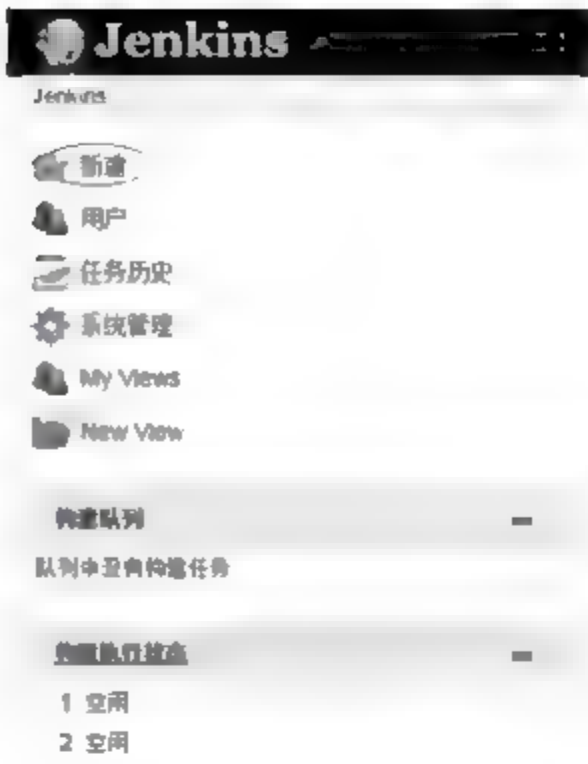 Jenkins
Jenkins
新建
用户
任务历史
系统管理
My Views
New View
构建队列
队列中没有构建任务
构建执行状态
1 空闲
2 空闲